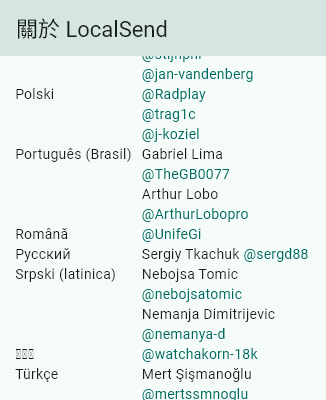 關於 LocalSend
@jan-vandenberg
Polski @Radplay
@trag1c
@j-koziel
Português (Brasil) Gabriel Lima
@TheGB0077
Arthur Lobo
@ArthurLobopro
Română @UnifeGi
Русский Sergiy Tkachuk @sergd88
Srpski (latinica) Nebojsa Tomic
@nebojsatomic
Nemanja Dimitrijevic
@nemanya-d
@watchakorn-18k
Türkçe Mert Şişmanoğlu
@mertssmnoglu